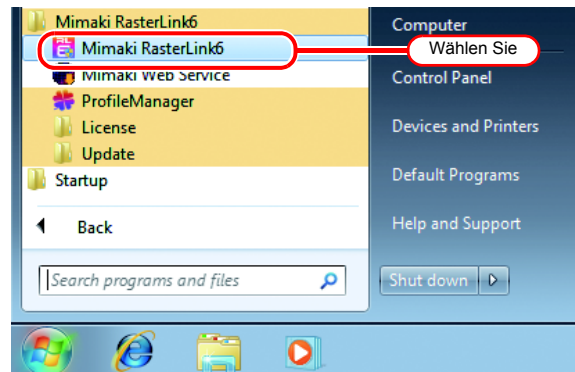 Mimaki RasterLink6
Mimaki RasterLink6
Mimaki Web Service
ProfileManager
License
Update
Startup
Back
Search programs and files
Computer
Wählen Sie
Control Panel
Devices and Printers
Default Programs
Help and Support
Shut down